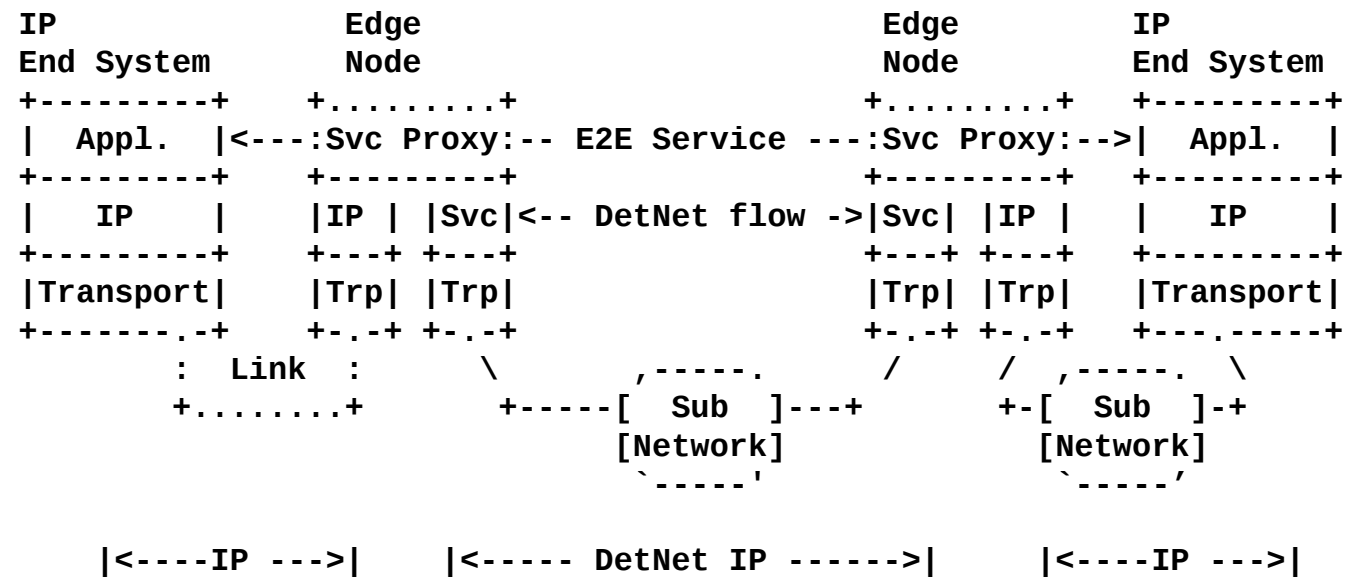 IP                 Edge                        Edge         IP
End System       Node                        Node         End System
+---------+    +.........+                  +.........+   +---------+
|  Appl.  |<---:Svc Proxy:-- E2E Service ---:Svc Proxy:-->|  Appl.  |
+---------+    +---------+                  +---------+   +---------+
|   IP    |    |IP | |Svc|<-- DetNet flow ->|Svc| |IP |   |   IP    |
+---------+    +---+ +---+                  +---+ +---+   +---------+
|Transport|    |Trp| |Trp|                  |Trp| |Trp|   |Transport|
+-------.-+    +-.-+ +-.-+                  +-.-+ +-.-+   +---.-----+
        :  Link  :      \       ,-----.      /     /  ,-----.  \
        +........+       +-----[  Sub  ]---+       +-[  Sub  ]-+
                               [Network]             [Network]
                                `-----'               `-----’

    |<----IP --->|    |<----- DetNet IP ------>|     |<----IP --->|